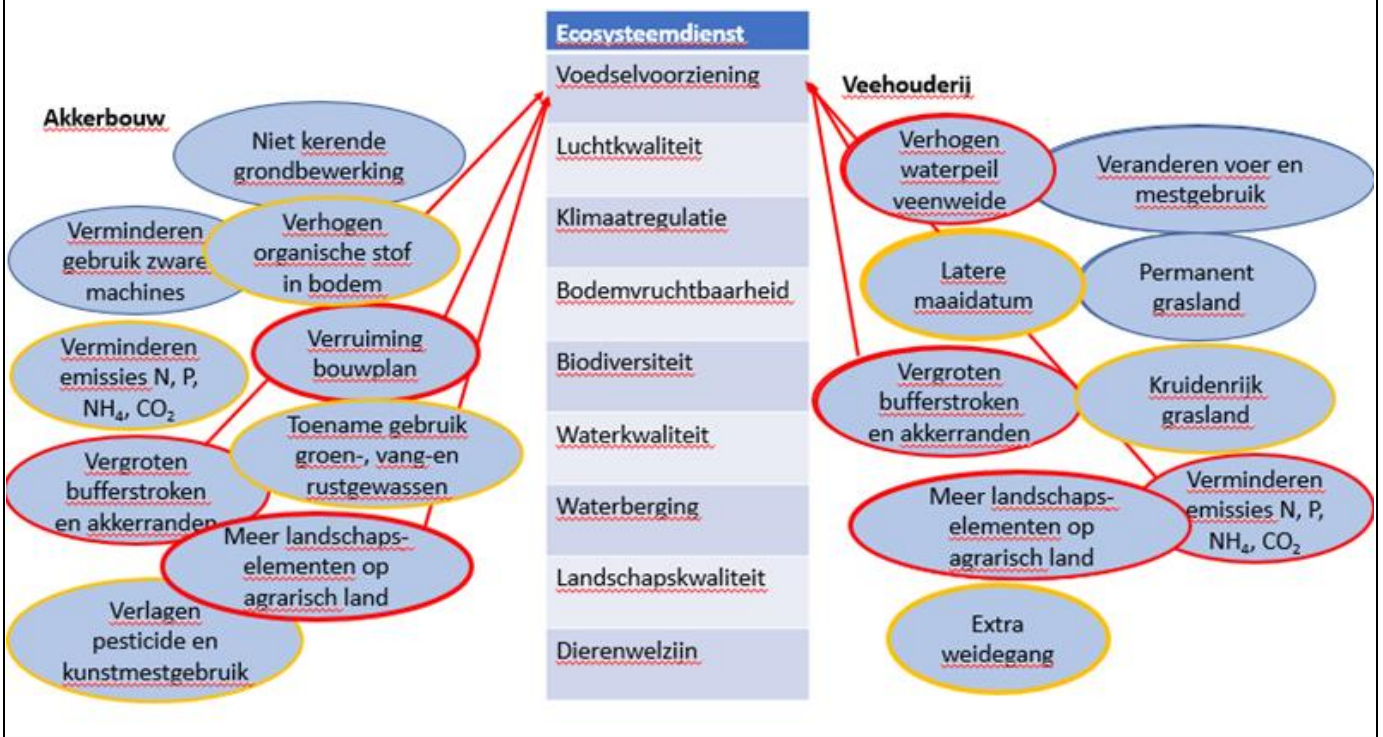 Ecosysteemdienst
Voedselvoorziening
Luchtkwaliteit
Klimaatregulatie
Bodemvruchtbaarheid
Biodiversiteit
Waterkwaliteit
Waterberging
Landschapskwaliteit
Dierenwelzijn
Akkerbouw
Niet kerende
grondbewerking
Verminderen
gebruik zware
machines
Verhogen
organische stof
in bodem
Verruiming
bouwplan
Verminderen
emissies N, P,
NH₄, CO₂
Toename gebruik
groen-, vang-en
rustgewassen
Vergroten
bufferstroken
en akkerranden
Meer landschaps-
elementen op
agrarisch land
Verlagen
pesticide en
kunstmestgebruik
Veehouderij
Verhogen
waterpeil
veenweide
Veranderen voer en
mestgebruik
Latere
maaidatum
Permanent
grasland
Vergroten
bufferstroken
en akkerranden
Kruidenrijk
grasland
Meer landschaps-
elementen op
agrarisch land
Verminderen
emissies N, P,
NH₄, CO₂
Extra
weidegang